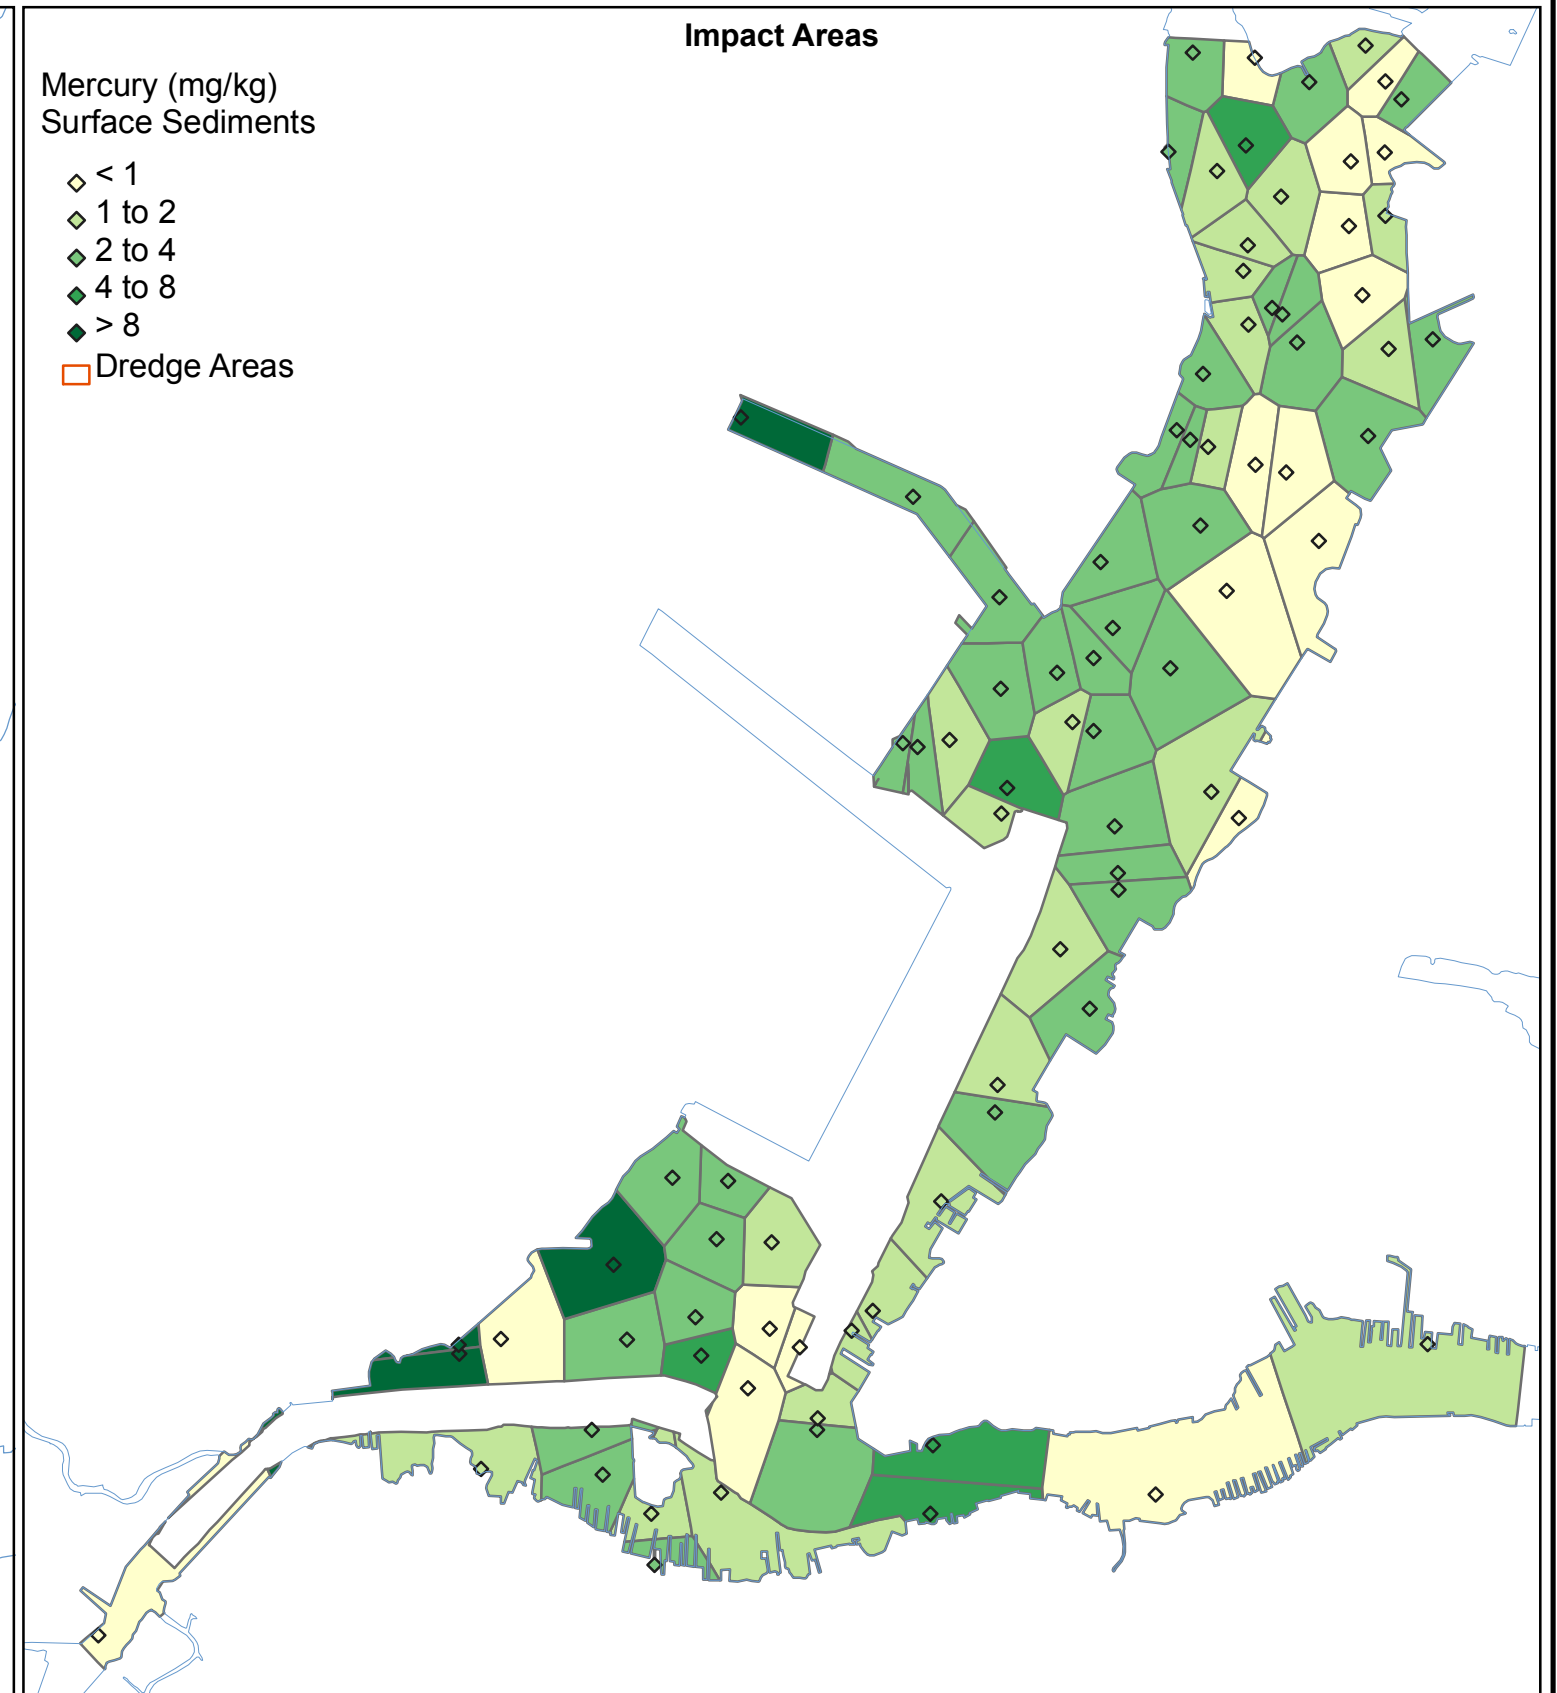 Impact Areas
Mercury (mg/kg)
Surface Sediments
< 1
1 to 2
2 to 4
4 to 8
> 8
Dredge Areas